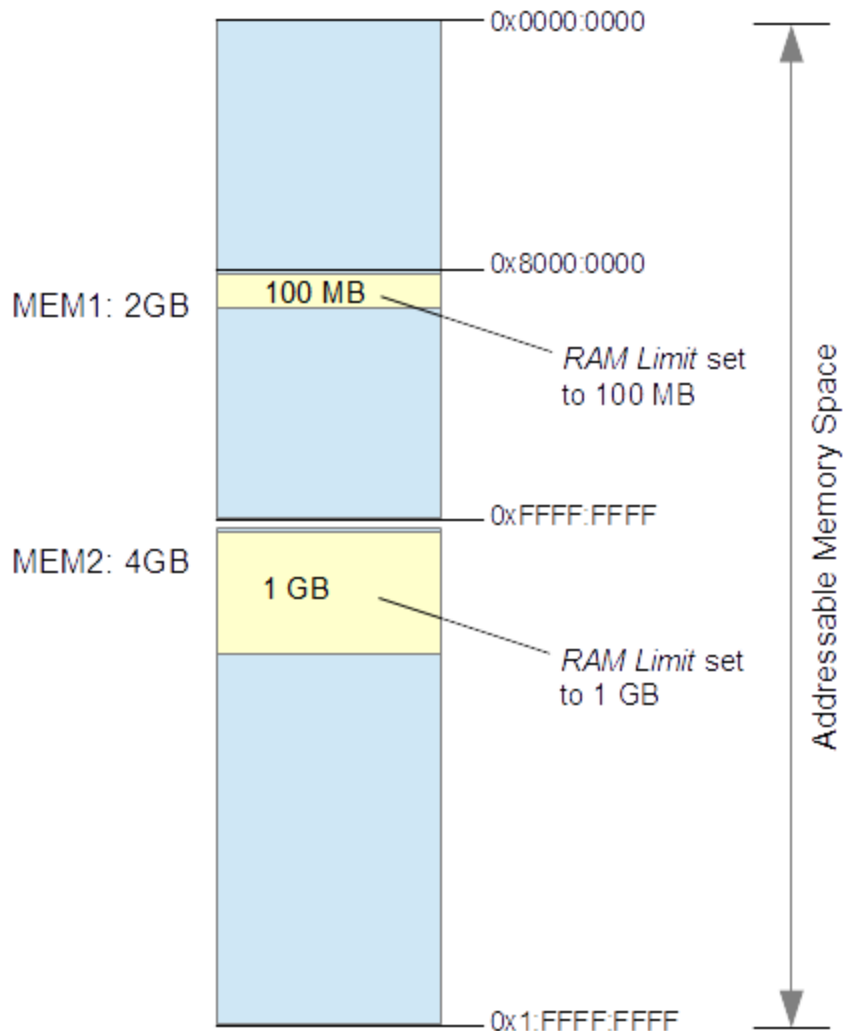 0x0000:0000
0x8000:0000
MEM1: 2GB
100 MB
RAM Limit set
to 100 MB
0xFFFF:FFFF
MEM2: 4GB
1 GB
RAM Limit set
to 1 GB
0x1:FFFF:FFFF
Addressable Memory Space